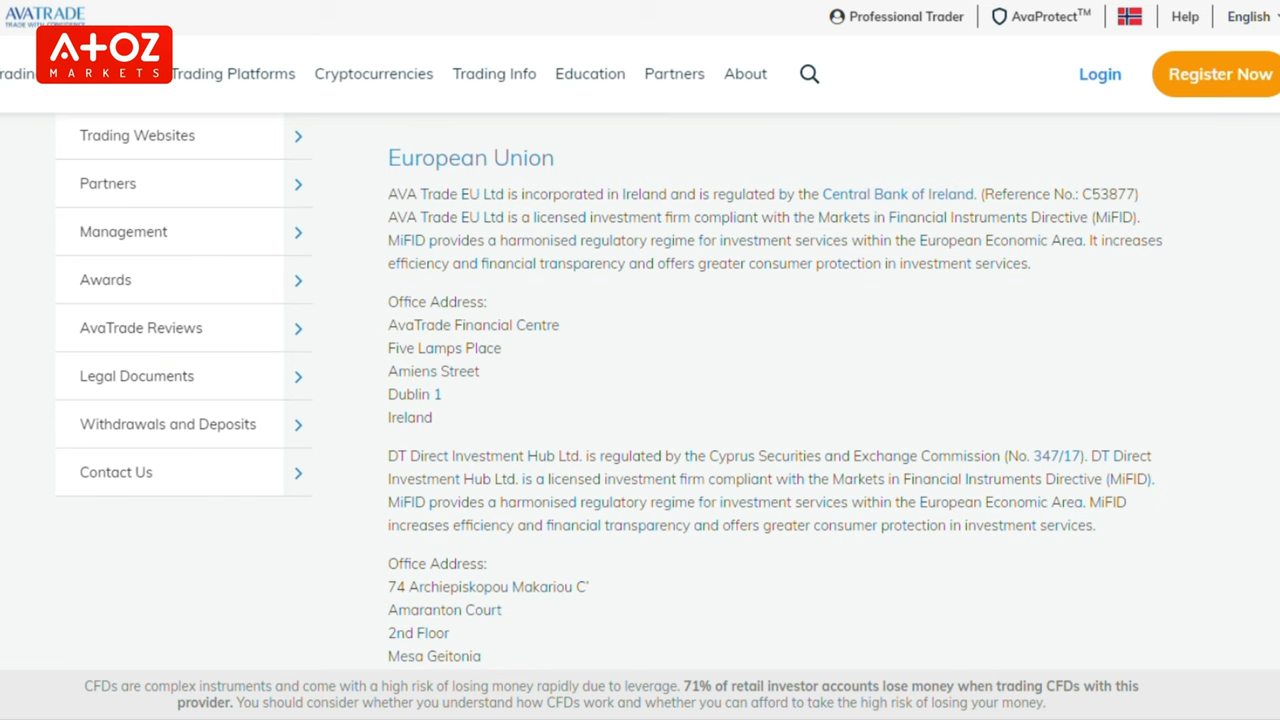 AVATRADE
TRADE WITH CONFIDENCE
Professional Trader
AvaProtect™
Help
English
A+OZ
MARKETS
Trading Platforms
Cryptocurrencies
Trading Info
Education
Partners
About
Login
Register Now
Trading Websites
Partners
Management
Awards
AvaTrade Reviews
Legal Documents
Withdrawals and Deposits
Contact Us
European Union
AVA Trade EU Ltd is incorporated in Ireland and is regulated by the Central Bank of Ireland. (Reference No.: C53877)
AVA Trade EU Ltd is a licensed investment firm compliant with the Markets in Financial Instruments Directive (MiFID).
MiFID provides a harmonised regulatory regime for investment services within the European Economic Area. It increases
efficiency and financial transparency and offers greater consumer protection in investment services.
Office Address:
AvaTrade Financial Centre
Five Lamps Place
Amiens Street
Dublin 1
Ireland
DT Direct Investment Hub Ltd. is regulated by the Cyprus Securities and Exchange Commission (No. 347/17). DT Direct
Investment Hub Ltd. is a licensed investment firm compliant with the Markets in Financial Instruments Directive (MiFID).
MiFID provides a harmonised regulatory regime for investment services within the European Economic Area. MiFID
increases efficiency and financial transparency and offers greater consumer protection in investment services.
Office Address:
74 Archiepiskopou Makariou C'
Amaranton Court
2nd Floor
Mesa Geitonia
CFDs are complex instruments and come with a high risk of losing money rapidly due to leverage. 71% of retail investor accounts lose money when trading CFDs with this
provider. You should consider whether you understand how CFDs work and whether you can afford to take the high risk of losing your money.